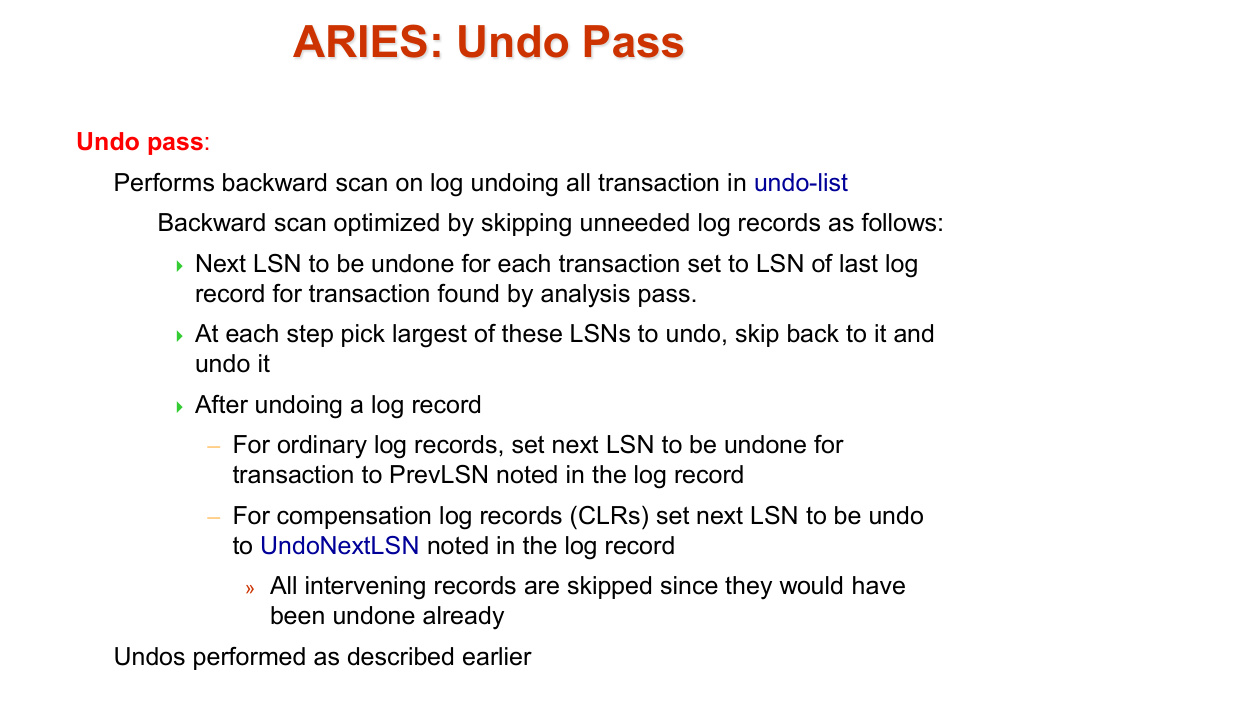 ARIES: Undo Pass
Undo pass:
Performs backward scan on log undoing all transaction in undo-list
Backward scan optimized by skipping unneeded log records as follows:
Next LSN to be undone for each transaction set to LSN of last log
record for transaction found by analysis pass.
At each step pick largest of these LSNs to undo, skip back to it and
undo it
After undoing a log record
– For ordinary log records, set next LSN to be undone for
transaction to PrevLSN noted in the log record
– For compensation log records (CLRs) set next LSN to be undo
to UndoNextLSN noted in the log record
» All intervening records are skipped since they would have
been undone already
Undos performed as described earlier